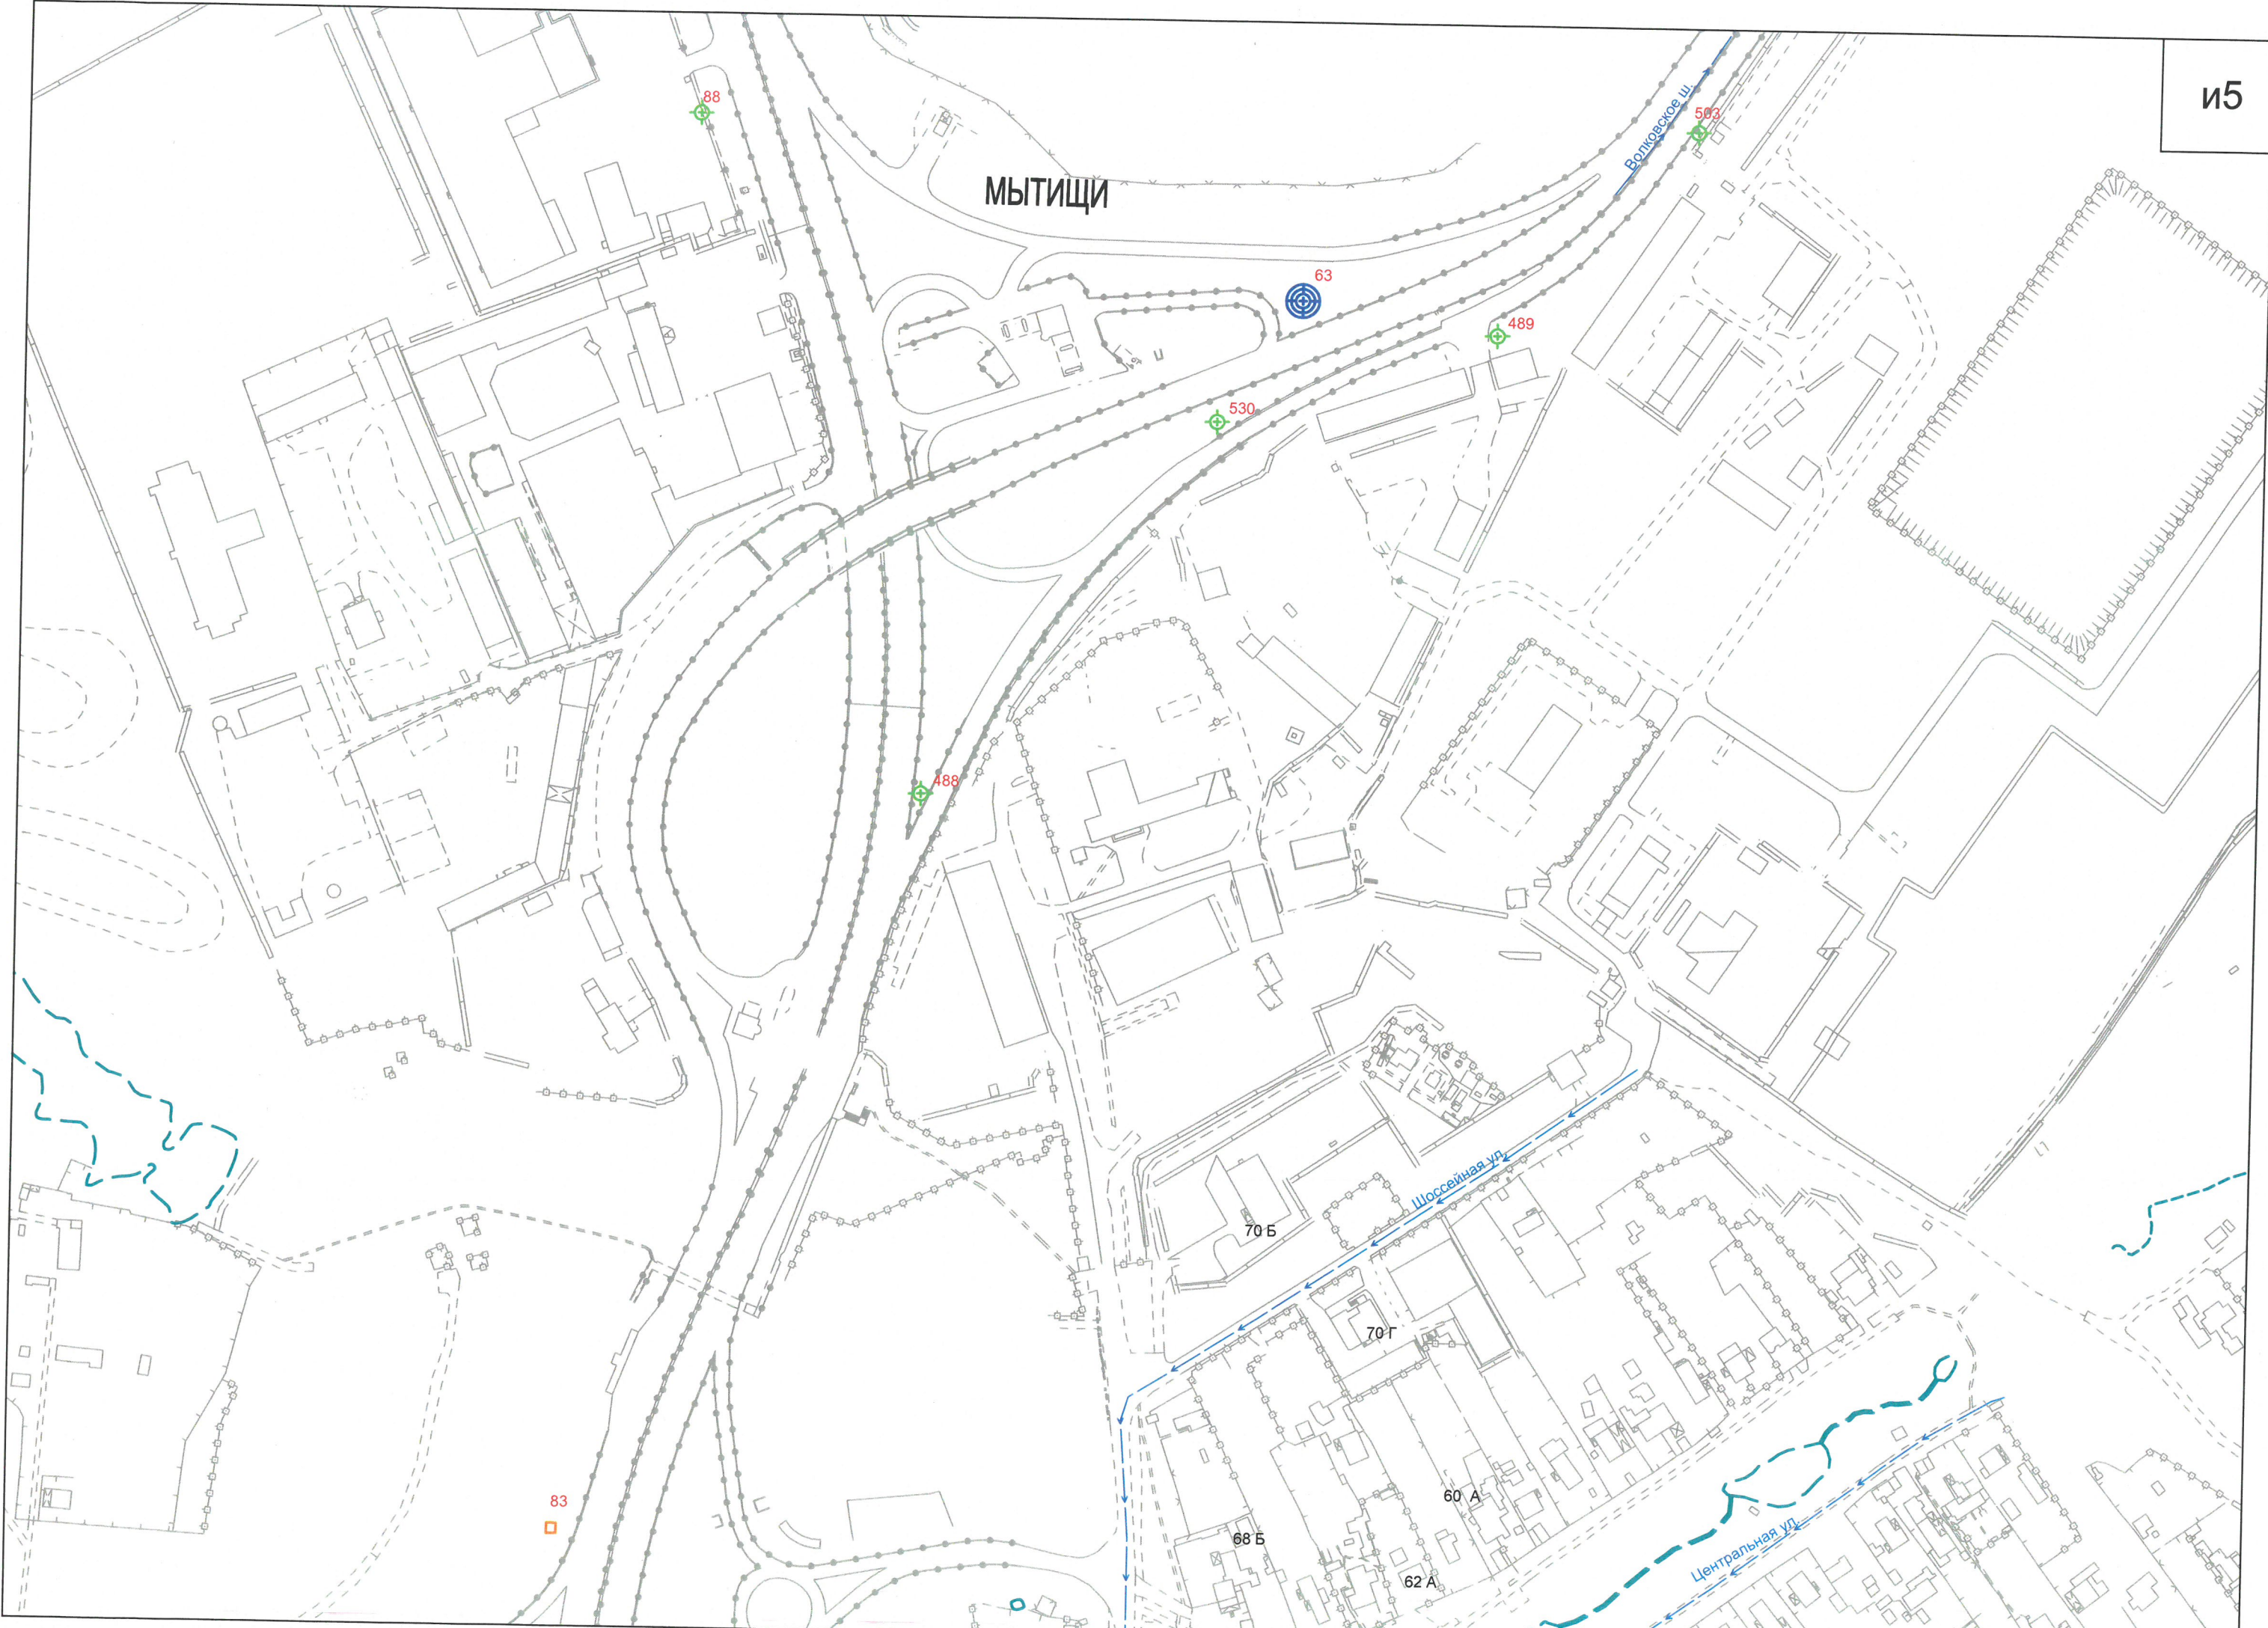 и5
88
503
Волковское ш.
МЫТИЩИ
63
489
530
488
Шоссейная ул.
70 Б
70 Г
83
60 А
68 Б
62 А
Центральная ул.